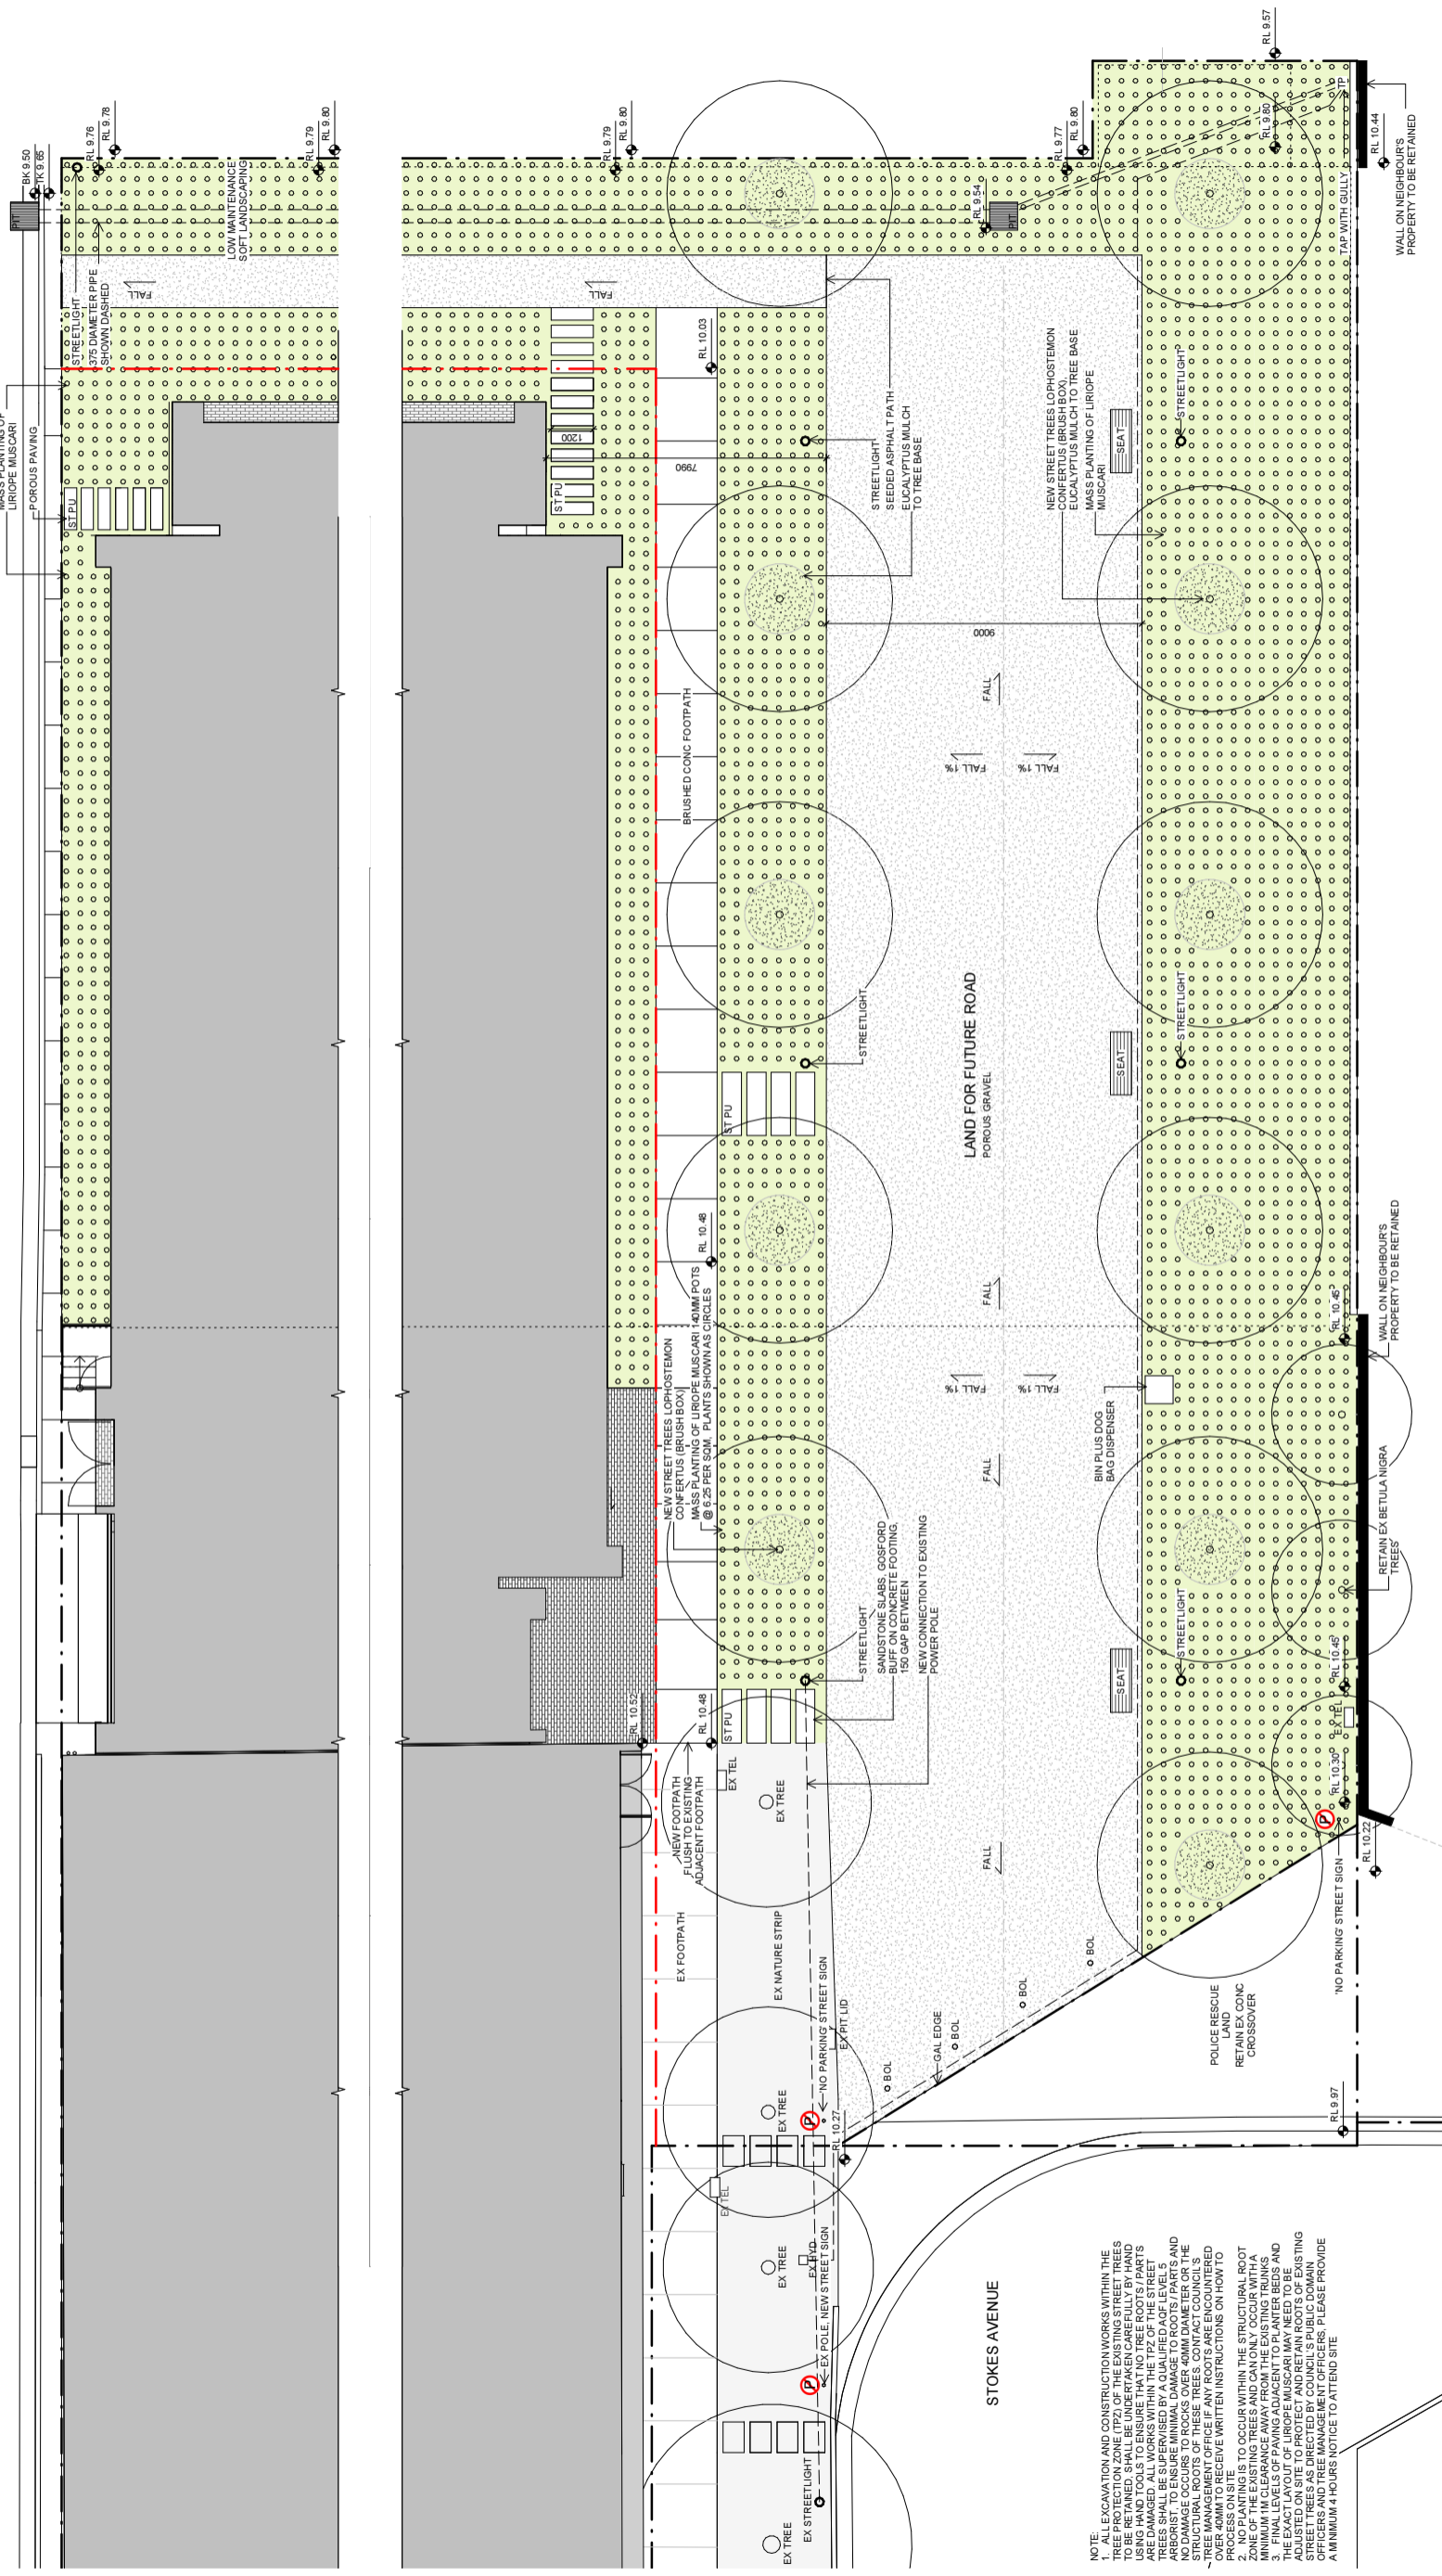 BK 9.50
TK 9.65
PIT
RL 9.76
RL 9.78
RL 9.79
RL 9.80
RL 9.79
RL 9.80
RL 9.77
RL 9.80
RL 9.57
RL 9.80
RL 9.54
PIT
TP
RL 10.44
WALL ON NEIGHBOUR'S
PROPERTY TO BE RETAINED
TAP WITH GULLY
LOW MAINTENANCE
SOFT LANDSCAPING
STREETLIGHT
375 DIAMETER PIPE
SHOWN DASHED
FALL
FALL
MASS PLANTING OF
LIRIOPE MUSCARI
POROUS PAVING
ST PU
ST PU
1200
7990
RL 10.03
STREETLIGHT
SEEDED ASPHALT PATH
EUCALYPTUS MULCH
TO TREE BASE
NEW STREET TREES LOPHOSTEMON
CONFERTUS (BRUSH BOX),
EUCALYPTUS MULCH TO TREE BASE
MASS PLANTING OF LIRIOPE
MUSCARI
SEAT
STREETLIGHT
9000
BRUSHED CONC FOOTPATH
FALL
FALL 1%
FALL 1%
STREETLIGHT
ST PU
LAND FOR FUTURE ROAD
POROUS GRAVEL
SEAT
STREETLIGHT
RL 10.48
NEW STREET TREES LOPHOSTEMON
CONFERTUS (BRUSH BOX)
MASS PLANTING OF LIRIOPE MUSCARI 140MM POTS
@ 6.25 PER SQM, PLANTS SHOWN AS CIRCLES
FALL
FALL 1%
FALL 1%
FALL
BIN PLUS DOG
BAG DISPENSER
RL 10.45
WALL ON NEIGHBOUR'S
PROPERTY TO BE RETAINED
RETAIN EX BETULA NIGRA
TREES
STREETLIGHT
SANDSTONE SLABS, GOSFORD
BUFF ON CONCRETE FOOTING,
150 GAP BETWEEN
NEW CONNECTION TO EXISTING
POWER POLE
SEAT
STREETLIGHT
RL 10.52
RL 10.48
ST PU
EX TEL
NEW FOOTPATH
FLUSH TO EXISTING
ADJACENT FOOTPATH
EX TREE
RL 10.45
EX TEL
RL 10.30
P
RL 10.22
'NO PARKING' STREET SIGN
FALL
EX FOOTPATH
EX NATURE STRIP
'NO PARKING' STREET SIGN
EX PIT LID
BOL
BOL
BOL
BOL
GAL EDGE
POLICE RESCUE
LAND
RETAIN EX CONC
CROSSOVER
EX TREE
P
RL 10.27
RL 9.97
EX TEL
EX TREE
EX HYD
EX POLE, NEW STREET SIGN
P
STOKES AVENUE
EX STREETLIGHT
EX TREE
NOTE:
1. ALL EXCAVATION AND CONSTRUCTION WORKS WITHIN THE
TREE PROTECTION ZONE (TPZ) OF THE EXISTING STREET TREES
TO BE RETAINED, SHALL BE UNDERTAKEN CAREFULLY BY HAND
USING HAND TOOLS TO ENSURE THAT NO TREE ROOTS / PARTS
ARE DAMAGED. ALL WORKS WITHIN THE TPZ OF THE STREET
TREES SHALL BE SUPERVISED BY A QUALIFIED AQF LEVEL 5
ARBORIST, TO ENSURE MINIMAL DAMAGE TO ROOTS / PARTS AND
NO DAMAGE OCCURS TO ROCKS OVER 40MM DIAMETER OR THE
STRUCTURAL ROOTS OF THESE TREES. CONTACT COUNCIL'S
TREE MANAGEMENT OFFICE IF ANY ROOTS ARE ENCOUNTERED
OVER 40MM TO RECEIVE WRITTEN INSTRUCTIONS ON HOW TO
PROCESS ON SITE
2. NO PLANTING IS TO OCCUR WITHIN THE STRUCTURAL ROOT
ZONE OF THE EXISTING TREES AND CAN ONLY OCCUR WITH A
MINIMUM 1M CLEARANCE AWAY FROM THE EXISTING TRUNKS
3. FINAL LEVELS OF PAVING ADJACENT TO PLANTER BEDS AND
THE EXACT LAYOUT OF LIRIOPE MUSCARI MAY NEED TO BE
ADJUSTED ON SITE TO PROTECT AND RETAIN ROOTS OF EXISTING
STREET TREES AS DIRECTED BY COUNCIL'S PUBLIC DOMAIN
OFFICERS AND TREE MANAGEMENT OFFICERS. PLEASE PROVIDE
A MINIMUM 4 HOURS NOTICE TO ATTEND SITE